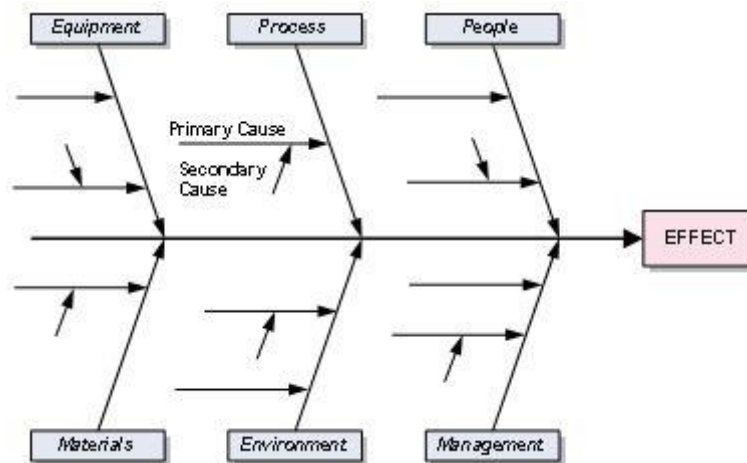 Equipment
Process
People
Primary Cause
Secondary
Cause
EFFECT
Materials
Environment
Management